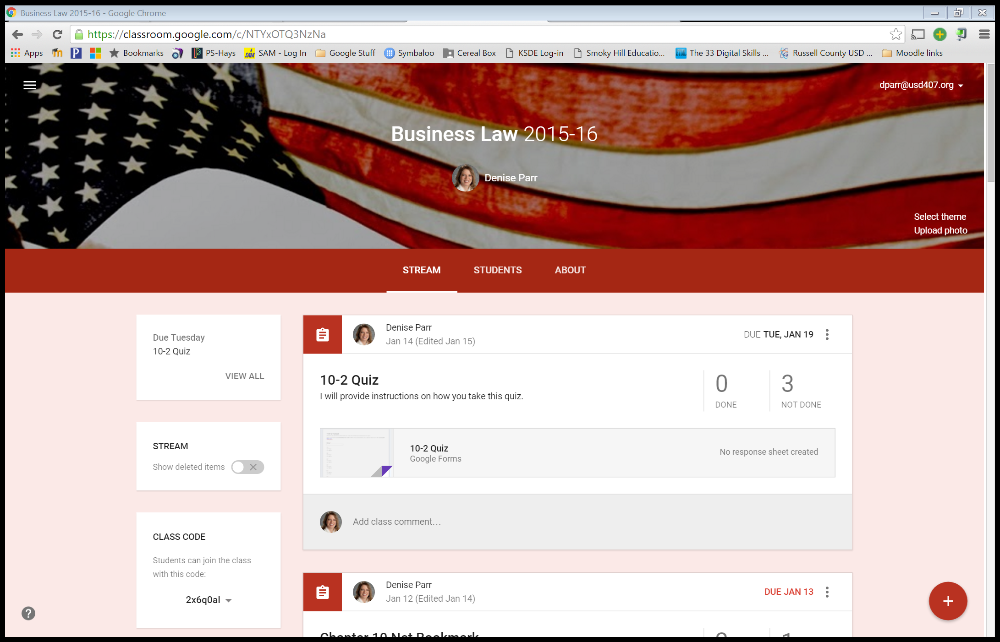 Business Law 2015-16 - Google Chrome
https://classroom.google.com/c/NTYxOTQ3NzNa
Apps Bookmarks PS-Hays SAM - Log In Google Stuff Symbaloo Cereal Box KSDE Log-in Smoky Hill Educatio... The 33 Digital Skills ... Russell County USD ... Moodle links
dparr@usd407.org
Business Law 2015-16
Denise Parr
Select theme
Upload photo
STREAM STUDENTS ABOUT
Due Tuesday
10-2 Quiz
VIEW ALL
STREAM
Show deleted items
CLASS CODE
Students can join the class
with this code:
2x6q0al
Denise Parr
Jan 14 (Edited Jan 15)
DUE TUE, JAN 19
10-2 Quiz
I will provide instructions on how you take this quiz.
0
DONE
3
NOT DONE
10-2 Quiz
Google Forms
No response sheet created
Add class comment...
Denise Parr
Jan 12 (Edited Jan 14)
DUE JAN 13
Chapter 10 Net Bookmark